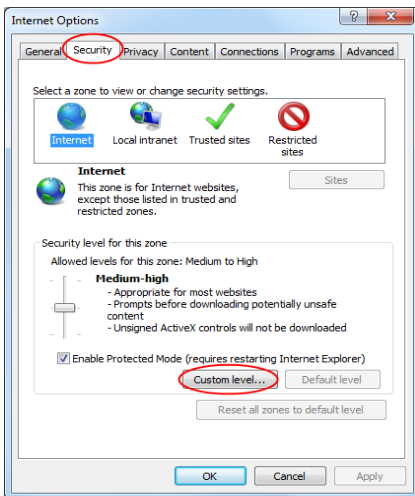 Internet Options
General Security Privacy Content Connections Programs Advanced
Select a zone to view or change security settings.
Internet Local intranet Trusted sites Restricted
sites
Internet
This zone is for Internet websites,
except those listed in trusted and
restricted zones.
Sites
Security level for this zone
Allowed levels for this zone: Medium to High
Medium-high
- Appropriate for most websites
- Prompts before downloading potentially unsafe
content
- Unsigned ActiveX controls will not be downloaded
Enable Protected Mode (requires restarting Internet Explorer)
Custom level... Default level
Reset all zones to default level
OK Cancel Apply